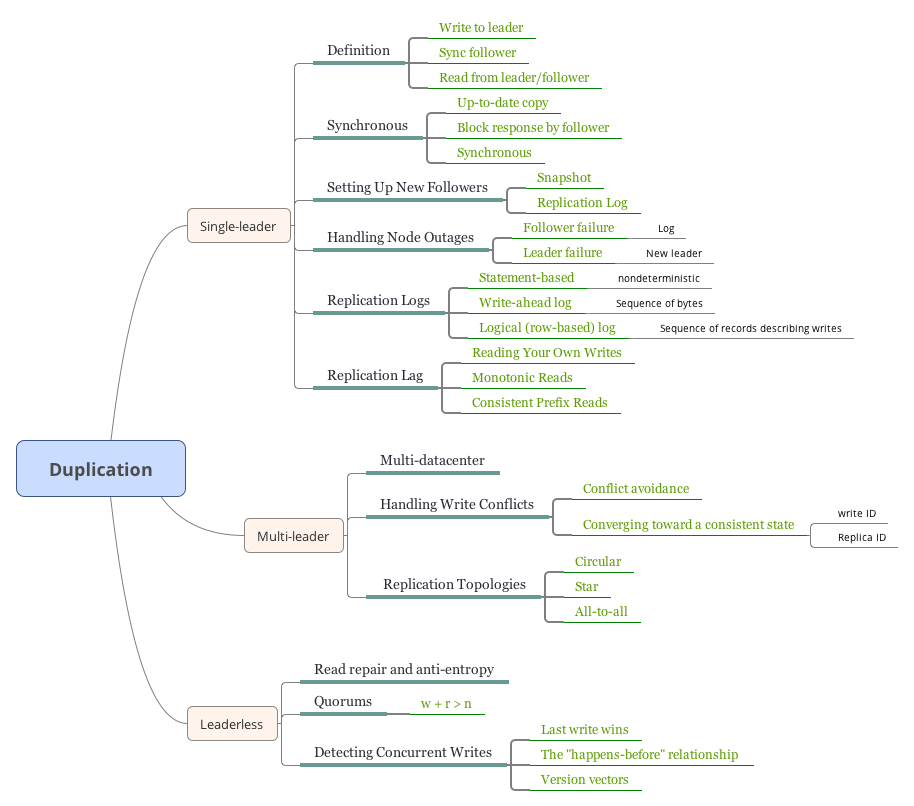 Duplication
Single-leader
Definition
Write to leader
Sync follower
Read from leader/follower
Synchronous
Up-to-date copy
Block response by follower
Synchronous
Setting Up New Followers
Snapshot
Replication Log
Handling Node Outages
Follower failure
Log
Leader failure
New leader
Replication Logs
Statement-based
nondeterministic
Write-ahead log
Sequence of bytes
Logical (row-based) log
Sequence of records describing writes
Replication Lag
Reading Your Own Writes
Monotonic Reads
Consistent Prefix Reads
Multi-leader
Multi-datacenter
Handling Write Conflicts
Conflict avoidance
Converging toward a consistent state
write ID
Replica ID
Replication Topologies
Circular
Star
All-to-all
Leaderless
Read repair and anti-entropy
Quorums
w + r > n
Detecting Concurrent Writes
Last write wins
The "happens-before" relationship
Version vectors